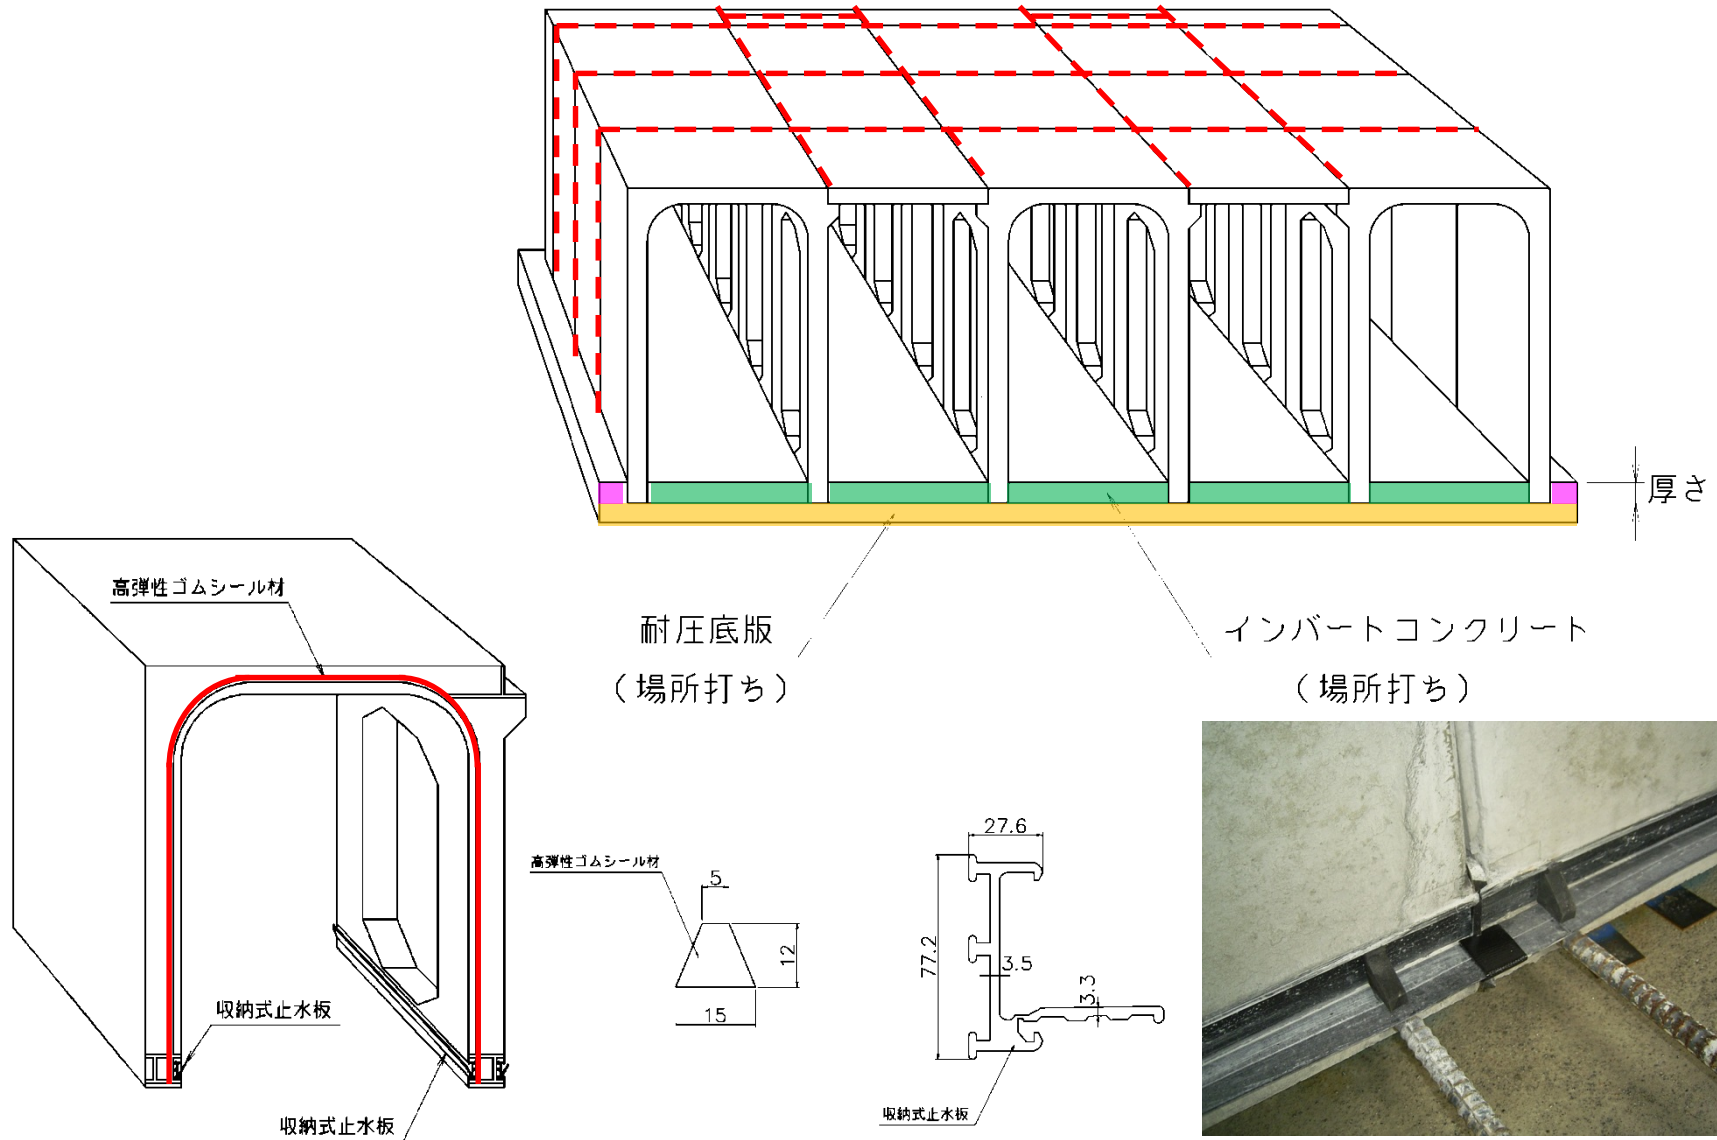 厚さ
耐圧底版
(場所打ち)
インバートコンクリート
(場所打ち)
高弾性ゴムシール材
収納式止水板
収納式止水板
高弾性ゴムシール材
5
12
15
27.6
77.2
3.5
3.3
収納式止水板